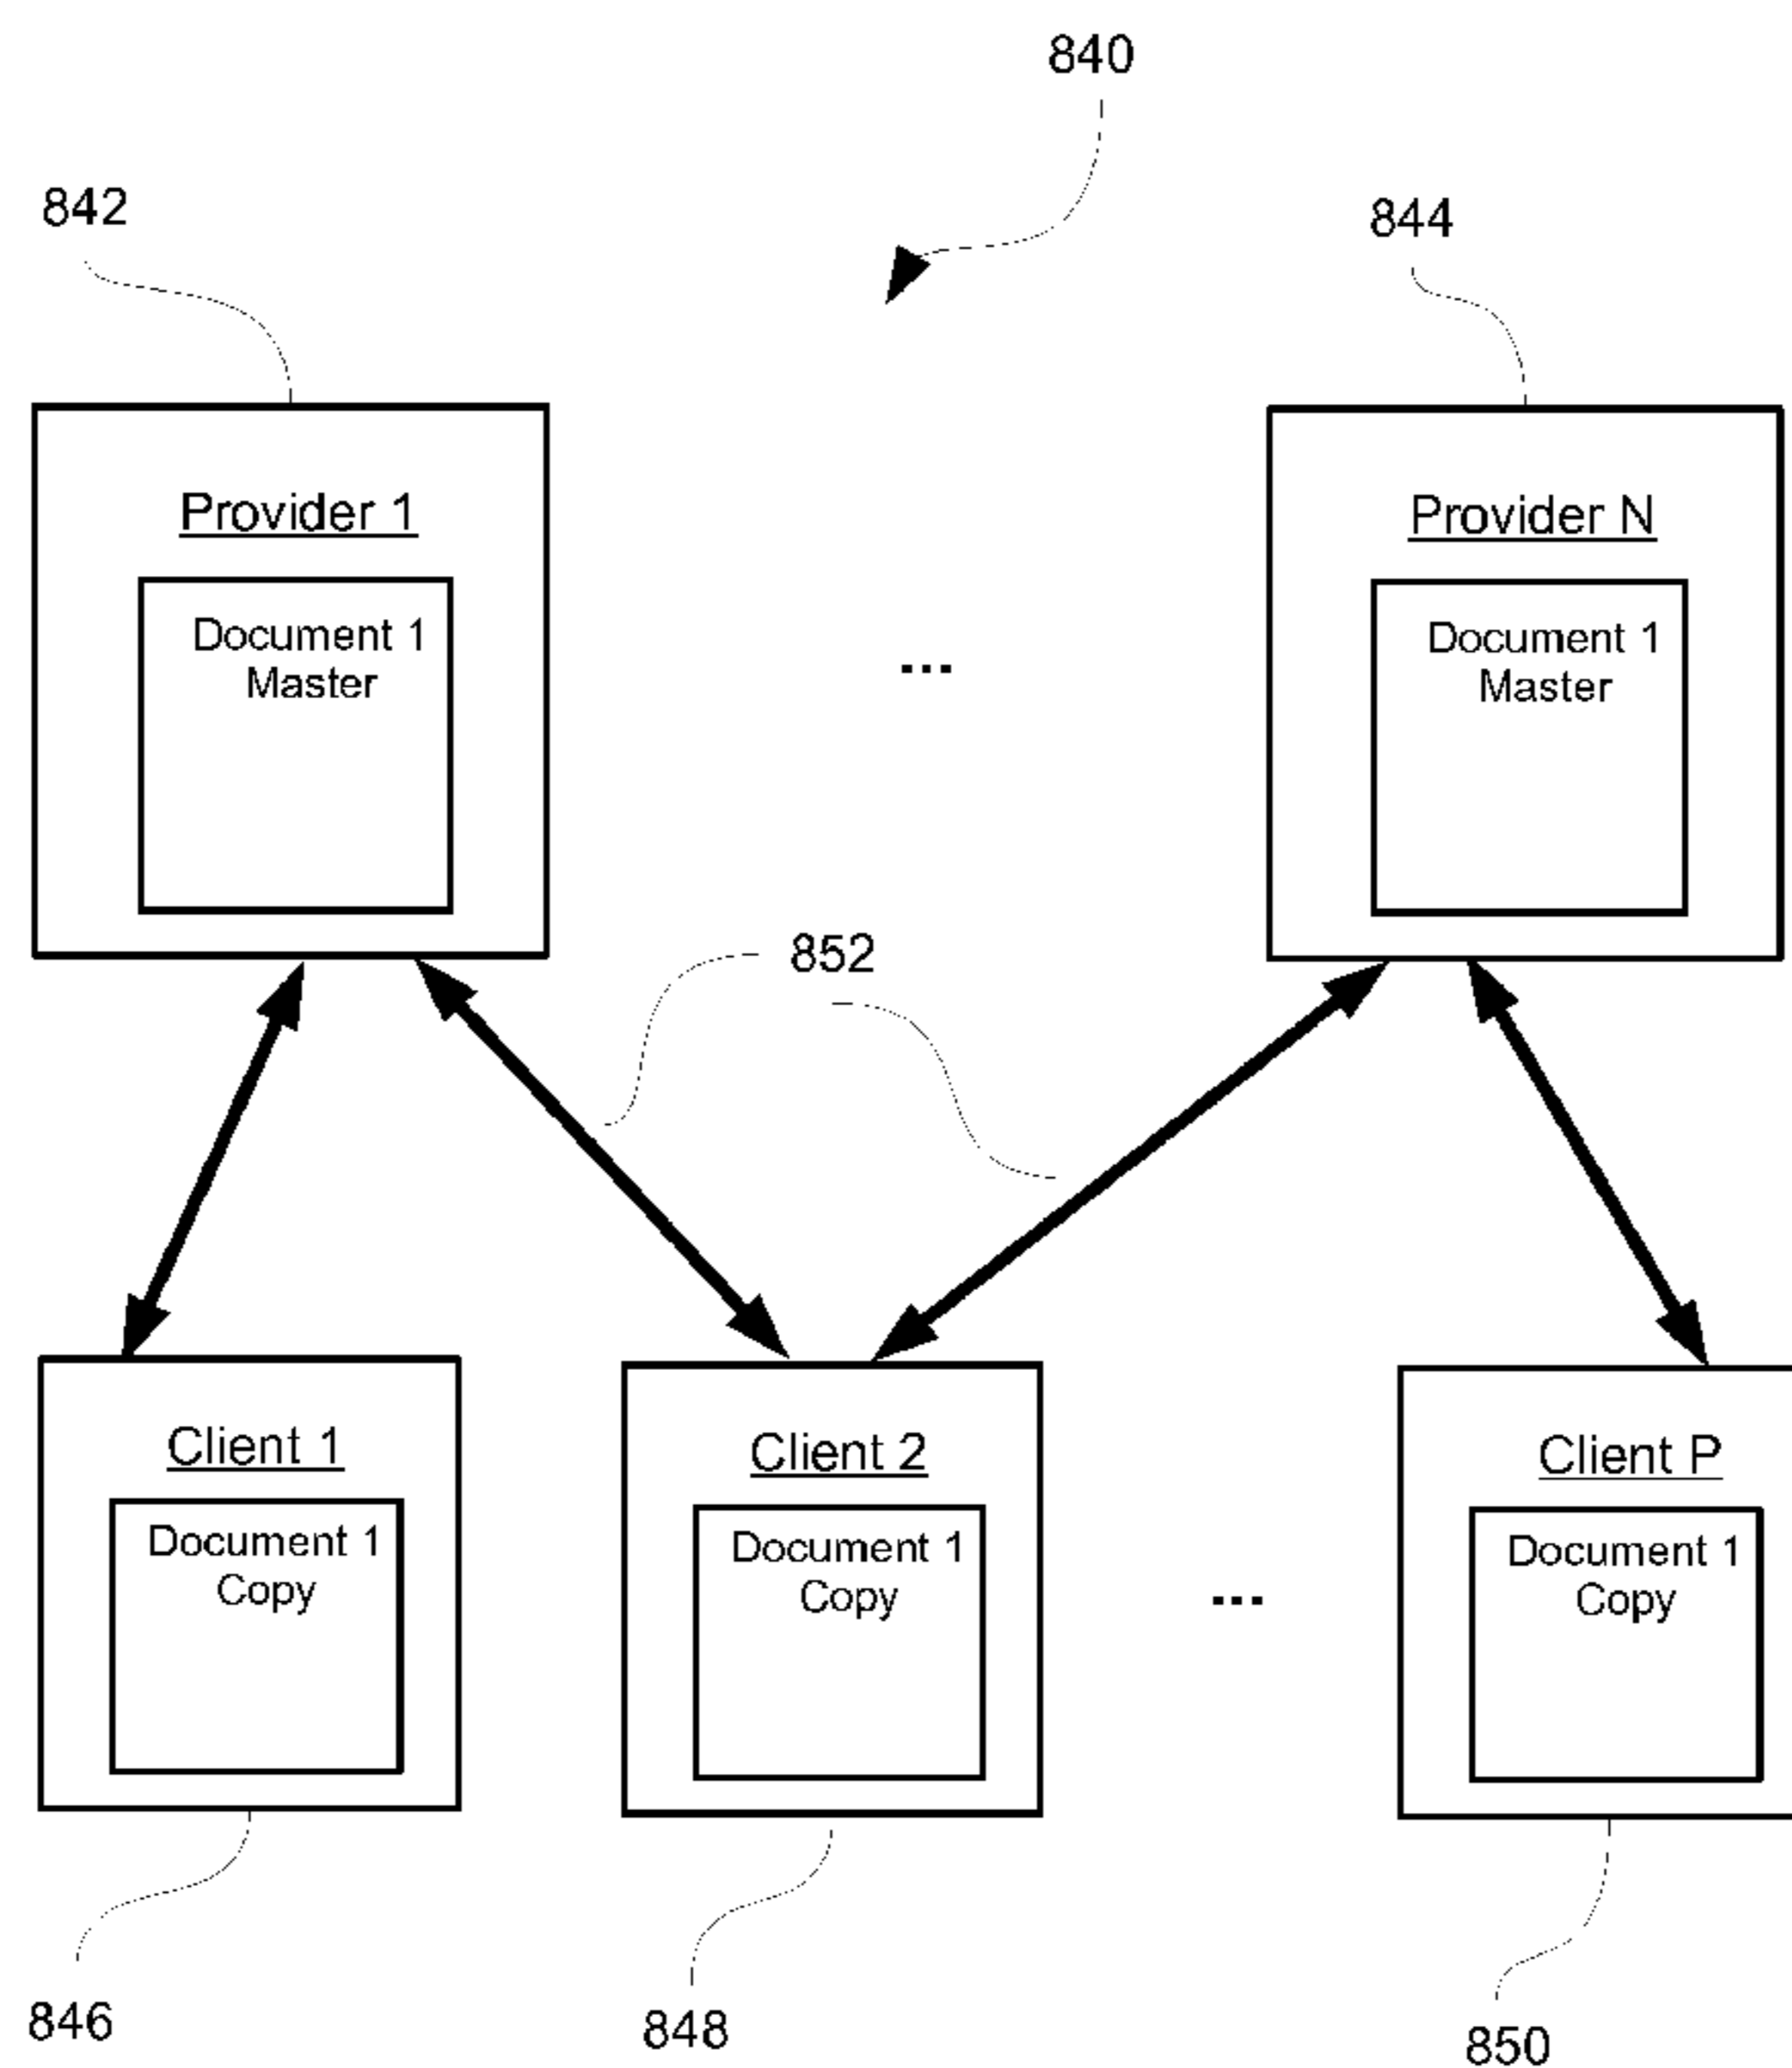 840
842
844
Provider 1
Document 1
Master
...
Provider N
Document 1
Master
852
Client 1
Document 1
Copy
Client 2
Document 1
Copy
...
Client P
Document 1
Copy
846
848
850